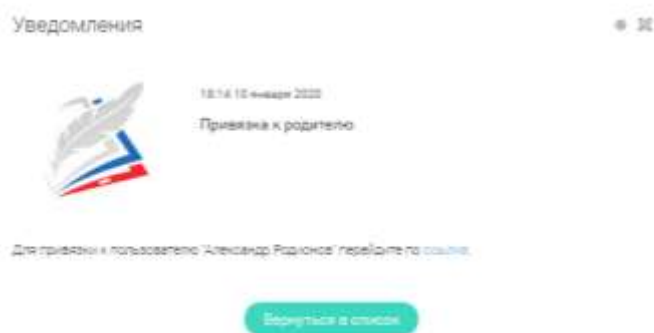 Уведомления
18:14 10 января 2020
Привязка к родителю
Для привязки к пользователю "Александр Родионов" перейдите по ссылке.
Вернуться в список